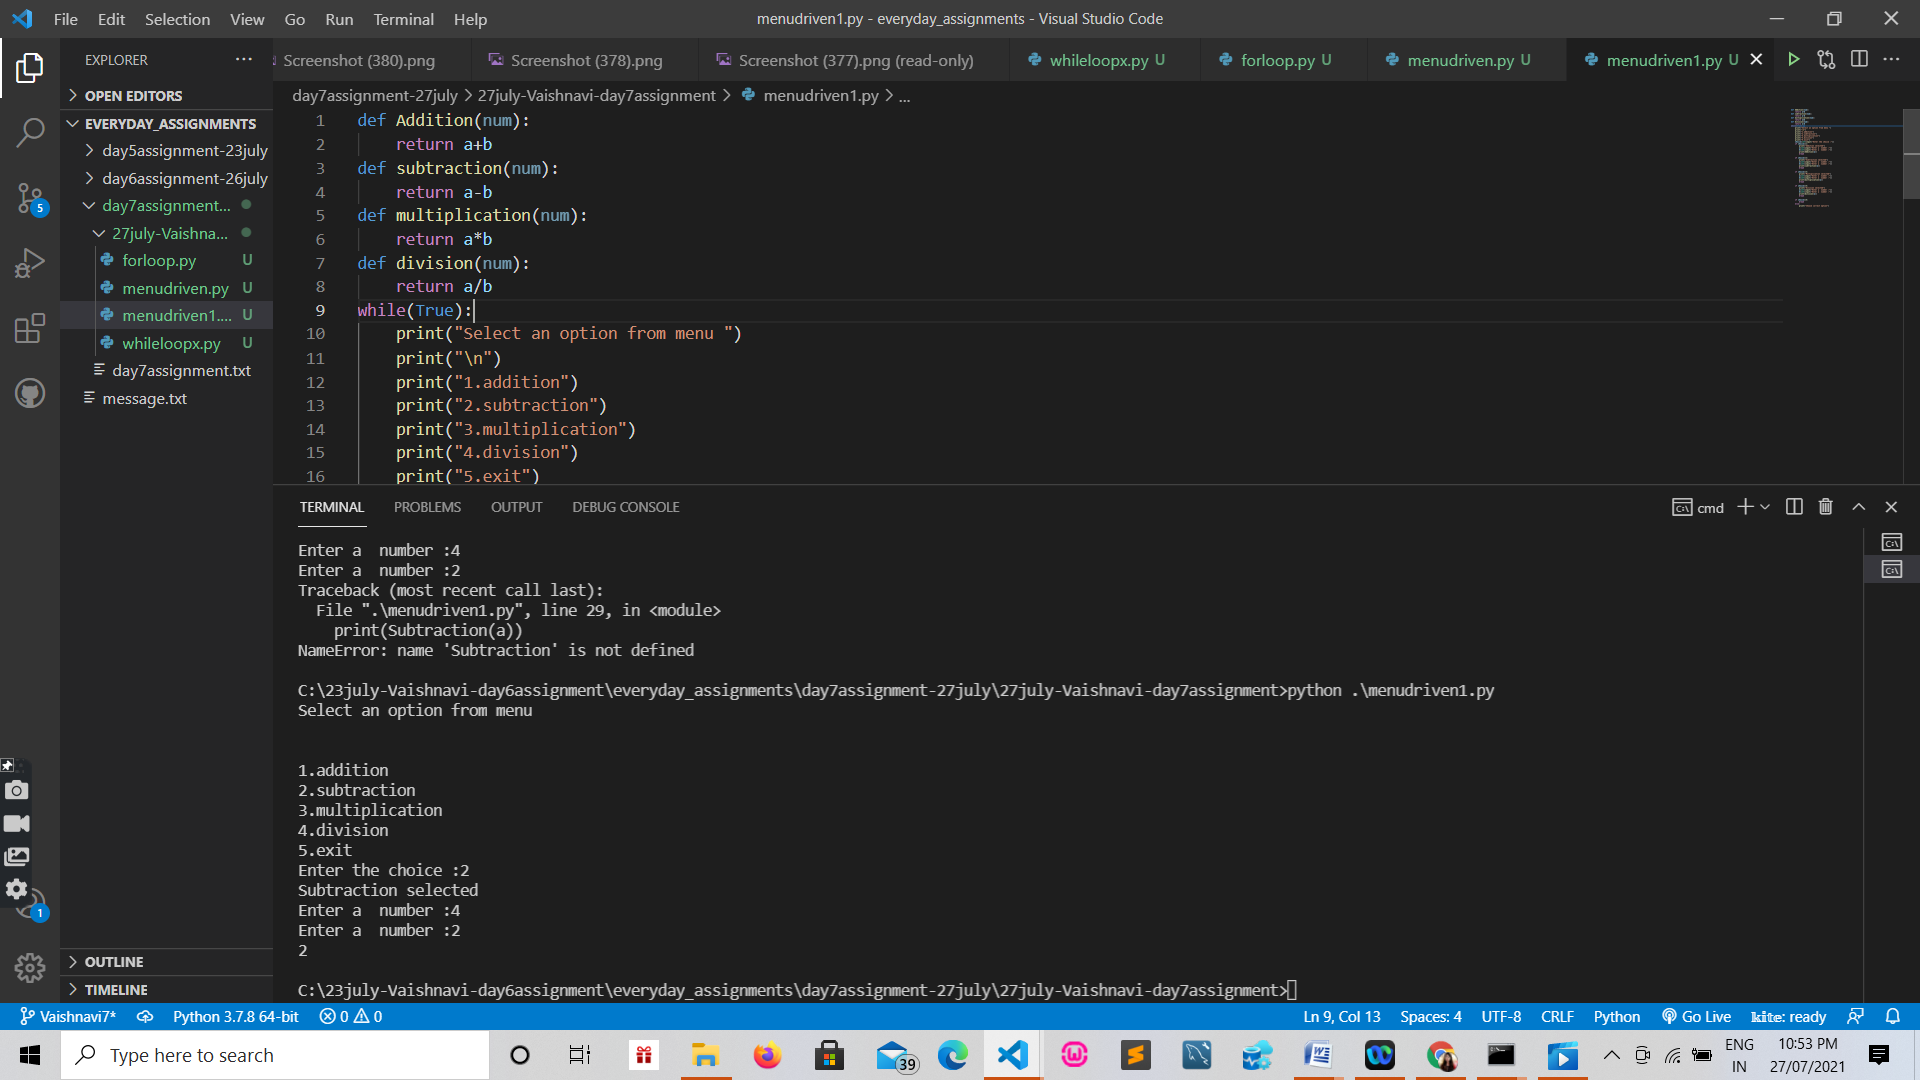 File Edit Selection View Go Run Terminal Help
menudriven1.py - everyday_assignments - Visual Studio Code
EXPLORER
Screenshot (380).png Screenshot (378).png Screenshot (377).png (read-only) whileloopx.py U forloop.py U menudriven.py U menudriven1.py U
OPEN EDITORS
EVERYDAY_ASSIGNMENTS
day5assignment-23july
day6assignment-26july
day7assignment...
27july-Vaishna...
forloop.py U
menudriven.py U
menudriven1.... U
whileloopx.py U
day7assignment.txt
message.txt
OUTLINE
TIMELINE
5
1
day7assignment-27july > 27july-Vaishnavi-day7assignment > menudriven1.py > ...
1 def Addition(num):
2 return a+b
3 def subtraction(num):
4 return a-b
5 def multiplication(num):
6 return a*b
7 def division(num):
8 return a/b
9 while(True):
10 print("Select an option from menu ")
11 print("\n")
12 print("1.addition")
13 print("2.subtraction")
14 print("3.multiplication")
15 print("4.division")
16 print("5.exit")
TERMINAL PROBLEMS OUTPUT DEBUG CONSOLE
cmd
Enter a  number :4
Enter a  number :2
Traceback (most recent call last):
File ".\menudriven1.py", line 29, in <module>
print(Subtraction(a))
NameError: name 'Subtraction' is not defined
C:\23july-Vaishnavi-day6assignment\everyday_assignments\day7assignment-27july\27july-Vaishnavi-day7assignment>python .\menudriven1.py
Select an option from menu
1.addition
2.subtraction
3.multiplication
4.division
5.exit
Enter the choice :2
Subtraction selected
Enter a  number :4
Enter a  number :2
2
C:\23july-Vaishnavi-day6assignment\everyday_assignments\day7assignment-27july\27july-Vaishnavi-day7assignment>
Vaishnavi7* Python 3.7.8 64-bit 0 0 Ln 9, Col 13 Spaces: 4 UTF-8 CRLF Python Go Live kite: ready
Type here to search
39
ENG
IN
10:53 PM
27/07/2021